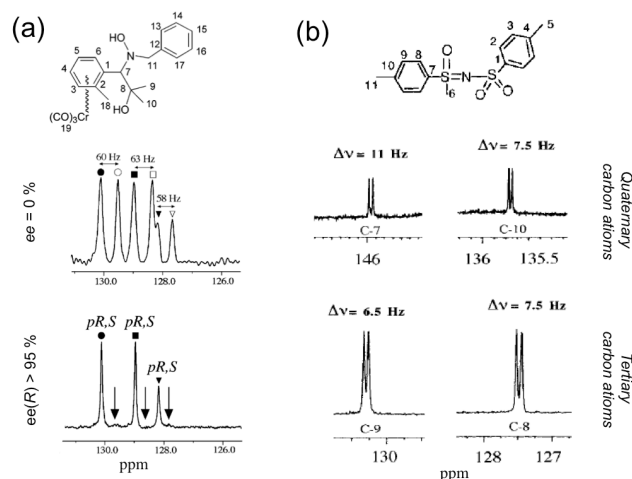 (a)
14
13
15
HO
OH
N
12
16
5
6
11
17
4
1
7
3
2
8
9
18
HO
10
(CO)₃Cr
19
60 Hz
63 Hz
58 Hz
ee = 0 %
130.0
128.0
126.0
pR,S
pR,S
pR,S
ee(R) > 95 %
130.0
128.0
126.0
ppm
(b)
3
4
5
2
1
9
8
O
10
7
S
N
S
O
O
11
6
Δν = 11 Hz
C-7
146
Δν = 7.5 Hz
C-10
136
135.5
Quaternary
carbon atioms
Δν = 6.5 Hz
C-9
130
Δν = 7.5 Hz
C-8
128
127
ppm
Tertiary
carbon atioms